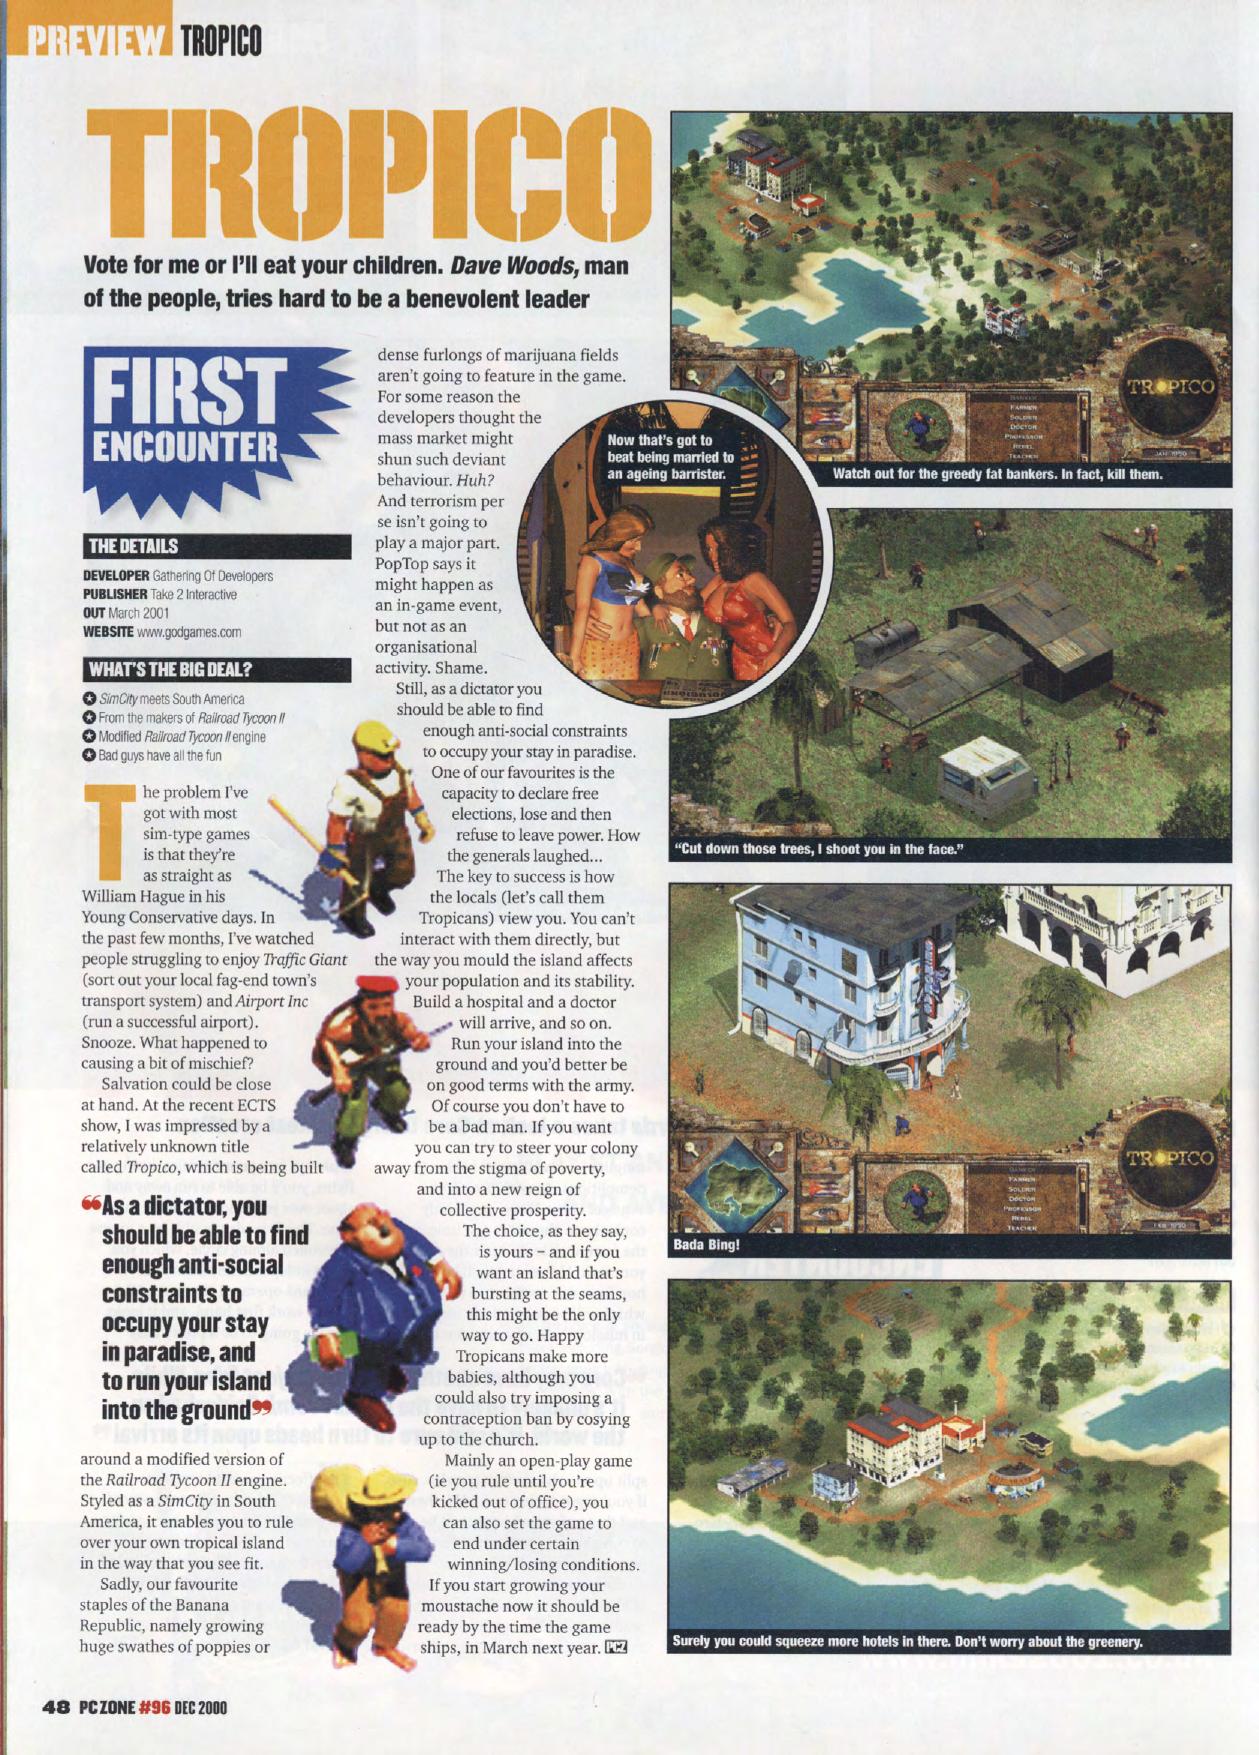 PREVIEW TROPICO
TROPICO
Vote for me or I'll eat your children. Dave Woods, man
of the people, tries hard to be a benevolent leader
FIRST
ENCOUNTER
THE DETAILS
DEVELOPER Gathering Of Developers
PUBLISHER Take 2 Interactive
OUT March 2001
WEBSITE www.godgames.com
WHAT'S THE BIG DEAL?
SimCity meets South America
From the makers of Railroad Tycoon II
Modified Railroad Tycoon II engine
Bad guys have all the fun
The problem I've
got with most
sim-type games
is that they're
as straight as
William Hague in his
Young Conservative days. In
the past few months, I've watched
people struggling to enjoy Traffic Giant
(sort out your local fag-end town's
transport system) and Airport Inc
(run a successful airport).
Snooze. What happened to
causing a bit of mischief?
Salvation could be close
at hand. At the recent ECTS
show, I was impressed by a
relatively unknown title
called Tropico, which is being built
“As a dictator, you
should be able to find
enough anti-social
constraints to
occupy your stay
in paradise, and
to run your island
into the ground”
around a modified version of
the Railroad Tycoon II engine.
Styled as a SimCity in South
America, it enables you to rule
over your own tropical island
in the way that you see fit.
Sadly, our favourite
staples of the Banana
Republic, namely growing
huge swathes of poppies or
dense furlongs of marijuana fields
aren't going to feature in the game.
For some reason the
developers thought the
mass market might
shun such deviant
behaviour. Huh?
And terrorism per
se isn't going to
play a major part.
PopTop says it
might happen as
an in-game event,
but not as an
organisational
activity. Shame.
Still, as a dictator you
should be able to find
enough anti-social constraints
to occupy your stay in paradise.
One of our favourites is the
capacity to declare free
elections, lose and then
refuse to leave power. How
the generals laughed...
The key to success is how
the locals (let's call them
Tropicans) view you. You can't
interact with them directly, but
the way you mould the island affects
your population and its stability.
Build a hospital and a doctor
will arrive, and so on.
Run your island into the
ground and you'd better be
on good terms with the army.
Of course you don't have to
be a bad man. If you want
you can try to steer your colony
away from the stigma of poverty,
and into a new reign of
collective prosperity.
The choice, as they say,
is yours – and if you
want an island that's
bursting at the seams,
this might be the only
way to go. Happy
Tropicans make more
babies, although you
could also try imposing a
contraception ban by cosying
up to the church.
Mainly an open-play game
(ie you rule until you're
kicked out of office), you
can also set the game to
end under certain
winning/losing conditions.
If you start growing your
moustache now it should be
ready by the time the game
ships, in March next year. PCZ
Now that's got to
beat being married to
an ageing barrister.
BANKER
FARMER
SOLDIER
DOCTOR
PROFESSOR
REBEL
TEACHER
TROPICO
JAN 1950
Watch out for the greedy fat bankers. In fact, kill them.
“Cut down those trees, I shoot you in the face.”
BANKER
FARMER
SOLDIER
DOCTOR
PROFESSOR
REBEL
TEACHER
TROPICO
FEB 1950
Bada Bing!
Surely you could squeeze more hotels in there. Don't worry about the greenery.
48 PCZONE #96 DEC 2000